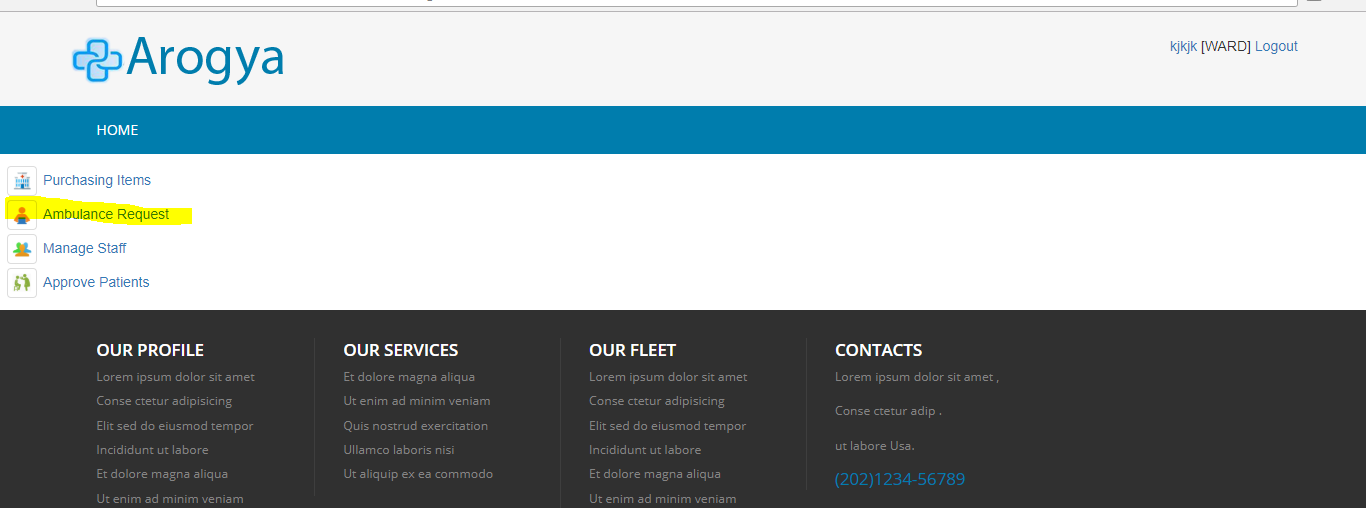 Arogya
kjkjk [WARD] Logout
HOME
Purchasing Items
Ambulance Request
Manage Staff
Approve Patients
OUR PROFILE
Lorem ipsum dolor sit amet
Conse ctetur adipisicing
Elit sed do eiusmod tempor
Incididunt ut labore
Et dolore magna aliqua
Ut enim ad minim veniam
OUR SERVICES
Et dolore magna aliqua
Ut enim ad minim veniam
Quis nostrud exercitation
Ullamco laboris nisi
Ut aliquip ex ea commodo
OUR FLEET
Lorem ipsum dolor sit amet
Conse ctetur adipisicing
Elit sed do eiusmod tempor
Incididunt ut labore
Et dolore magna aliqua
Ut enim ad minim veniam
CONTACTS
Lorem ipsum dolor sit amet ,
Conse ctetur adip .
ut labore Usa.
(202)1234-56789